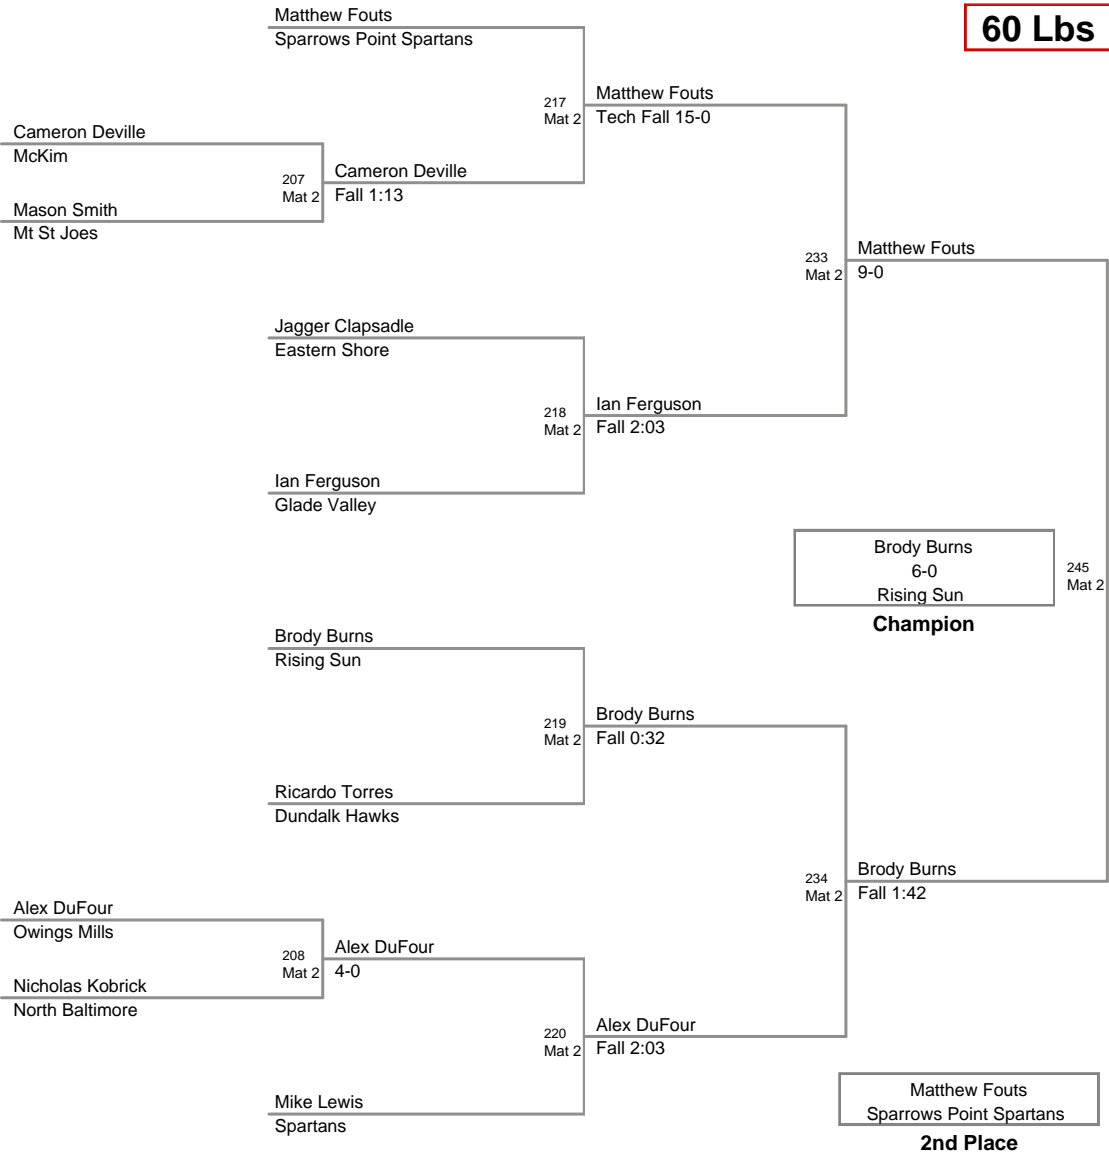 60 Lbs
Matthew Fouts
Sparrows Point Spartans
217
Mat 2
Matthew Fouts
Tech Fall 15-0
Cameron Deville
McKim
207
Mat 2
Cameron Deville
Fall 1:13
Mason Smith
Mt St Joes
233
Mat 2
Matthew Fouts
9-0
Jagger Clapsadle
Eastern Shore
218
Mat 2
Ian Ferguson
Fall 2:03
Ian Ferguson
Glade Valley
Brody Burns
6-0
Rising Sun
Champion
245
Mat 2
Brody Burns
Rising Sun
219
Mat 2
Brody Burns
Fall 0:32
Ricardo Torres
Dundalk Hawks
234
Mat 2
Brody Burns
Fall 1:42
Alex DuFour
Owings Mills
208
Mat 2
Alex DuFour
4-0
Nicholas Kobrick
North Baltimore
220
Mat 2
Alex DuFour
Fall 2:03
Mike Lewis
Spartans
Matthew Fouts
Sparrows Point Spartans
2nd Place